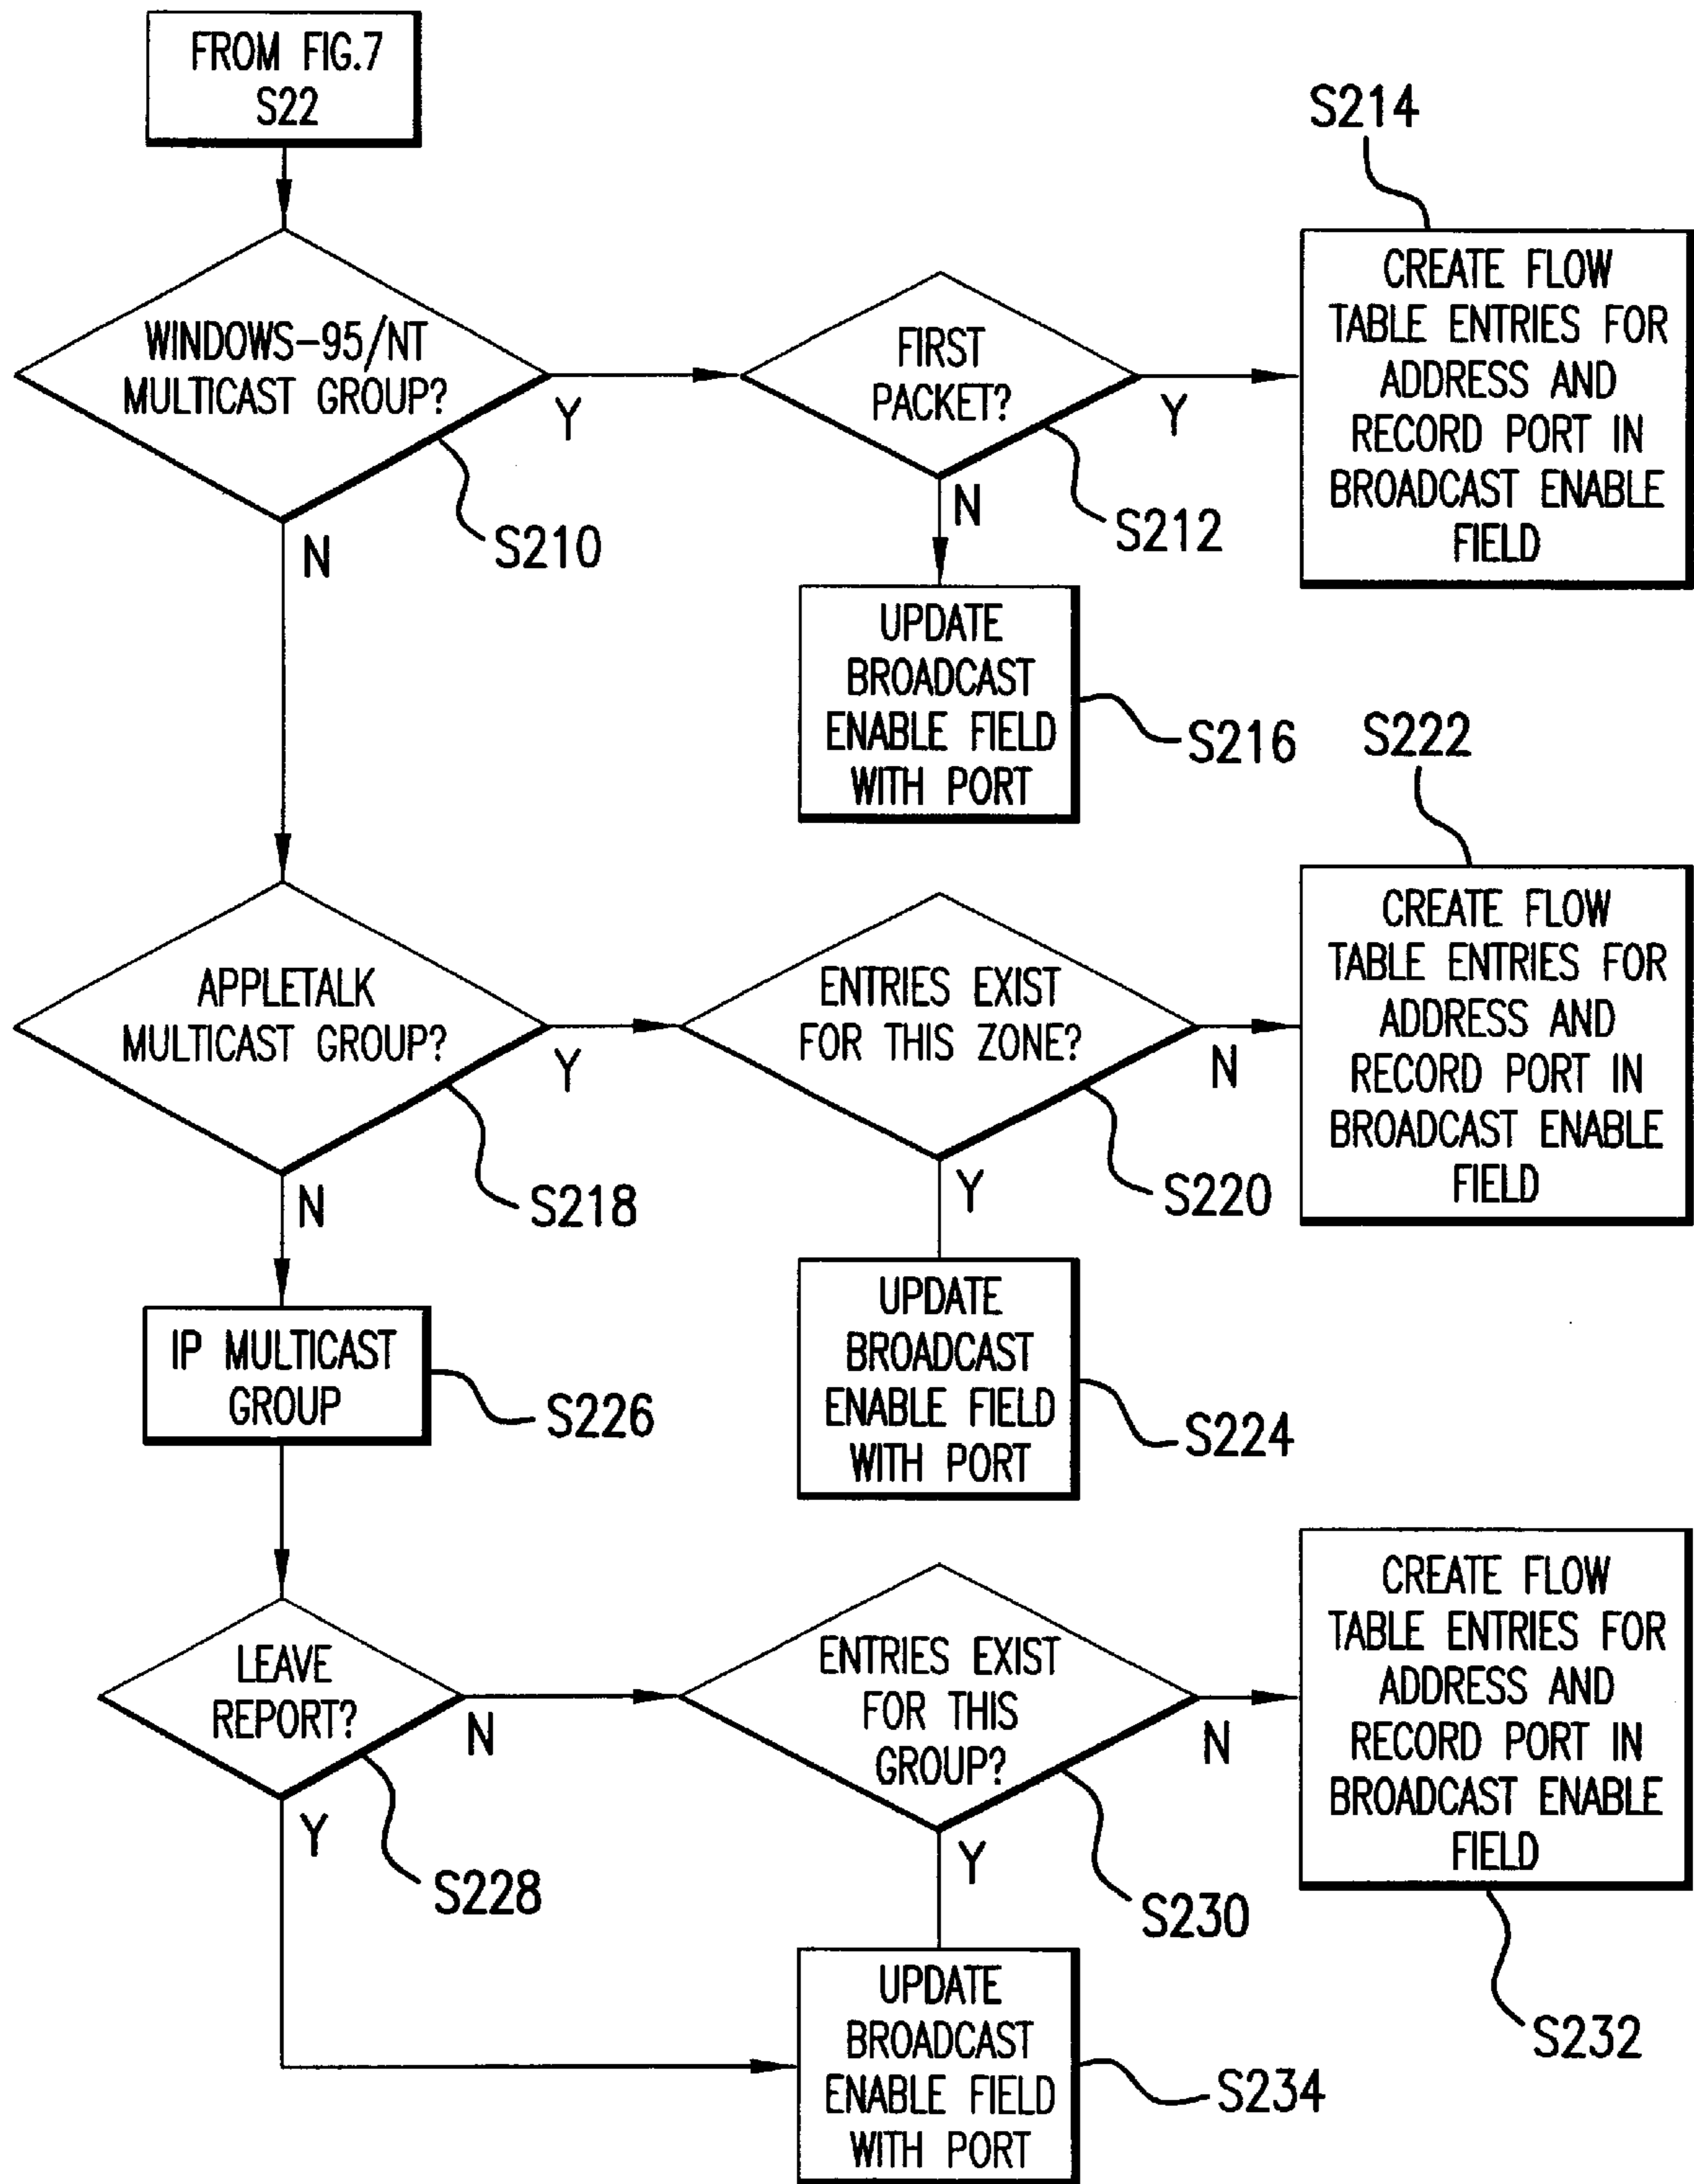 FROM FIG.7
S22
S214
WINDOWS-95/NT
MULTICAST GROUP?
Y
N
S210
FIRST
PACKET?
Y
N
S212
CREATE FLOW
TABLE ENTRIES FOR
ADDRESS AND
RECORD PORT IN
BROADCAST ENABLE
FIELD
UPDATE
BROADCAST
ENABLE FIELD
WITH PORT
S216
S222
APPLETALK
MULTICAST GROUP?
Y
N
S218
ENTRIES EXIST
FOR THIS ZONE?
N
Y
S220
CREATE FLOW
TABLE ENTRIES FOR
ADDRESS AND
RECORD PORT IN
BROADCAST ENABLE
FIELD
UPDATE
BROADCAST
ENABLE FIELD
WITH PORT
S224
IP MULTICAST
GROUP
S226
LEAVE
REPORT?
N
Y
S228
ENTRIES EXIST
FOR THIS
GROUP?
N
Y
S230
CREATE FLOW
TABLE ENTRIES FOR
ADDRESS AND
RECORD PORT IN
BROADCAST ENABLE
FIELD
S232
UPDATE
BROADCAST
ENABLE FIELD
WITH PORT
S234